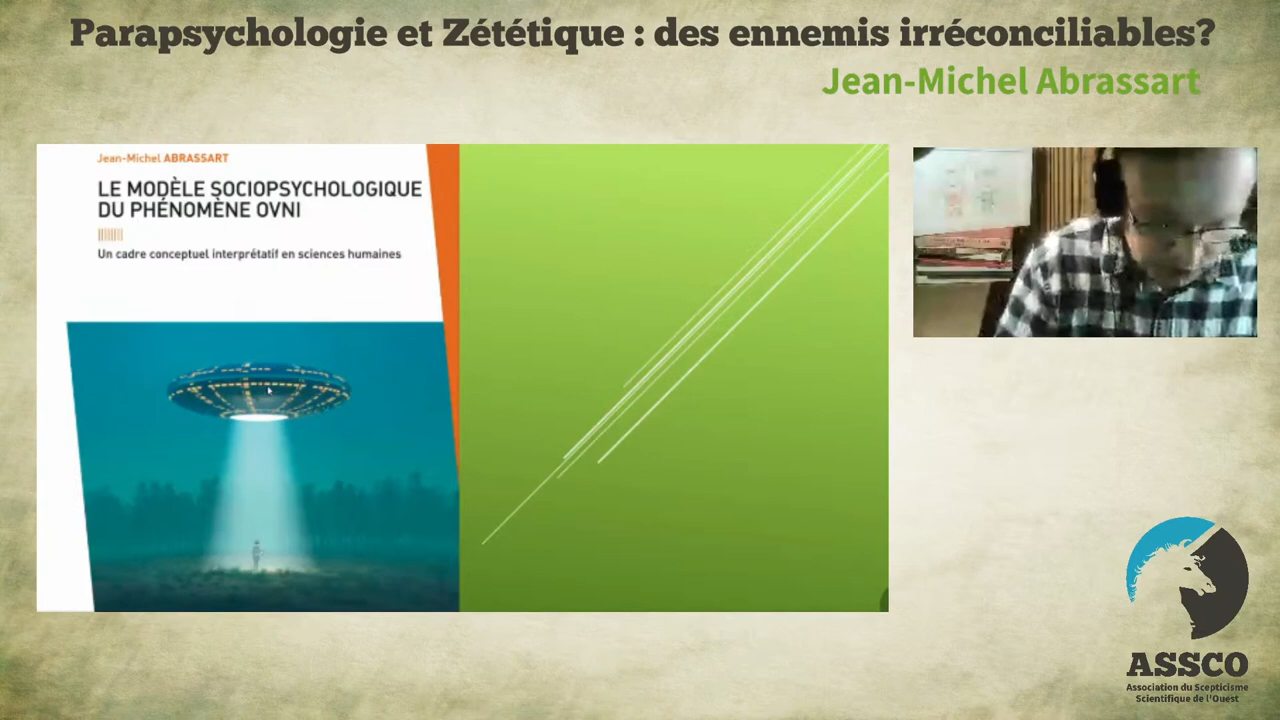 Parapsychologie et Zététique : des ennemis irréconciliables?
Jean-Michel Abrassart
Jean-Michel ABRASSART
LE MODÈLE SOCIOPSYCHOLOGIQUE
DU PHÉNOMÈNE OVNI
Un cadre conceptuel interprétatif en sciences humaines
ASSCO
Association du Scepticisme
Scientifique de l'Ouest